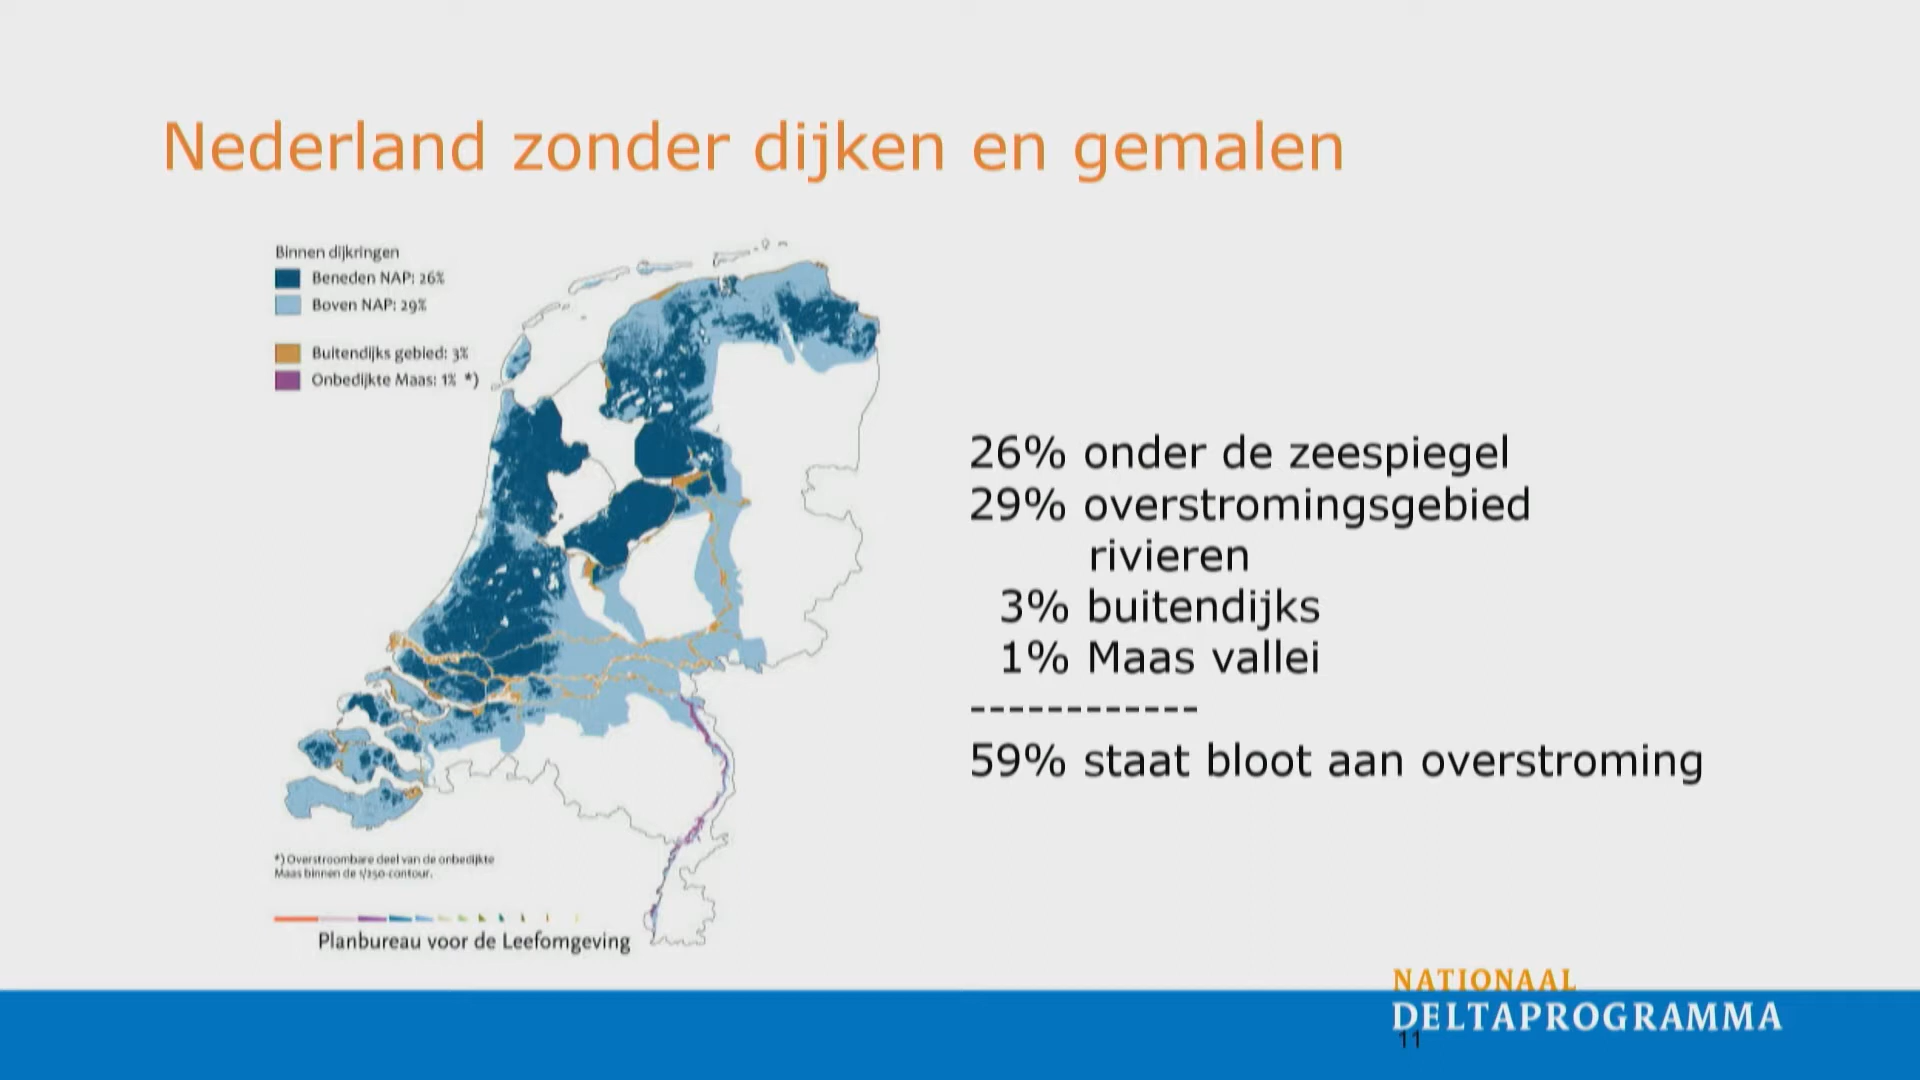 Nederland zonder dijken en gemalen
Binnen dijkringen
Beneden NAP: 26%
Boven NAP: 29%
Buitendijks gebied: 3%
Onbedijkte Maas: 1% *)
26% onder de zeespiegel
29% overstromingsgebied
rivieren
3% buitendijks
1% Maas vallei
------------
59% staat bloot aan overstroming
*) Overstroombare deel van de onbedijkte
Maas binnen de 1/250-contour.
Planbureau voor de Leefomgeving
NATIONAAL
DELTAPROGRAMMA
11